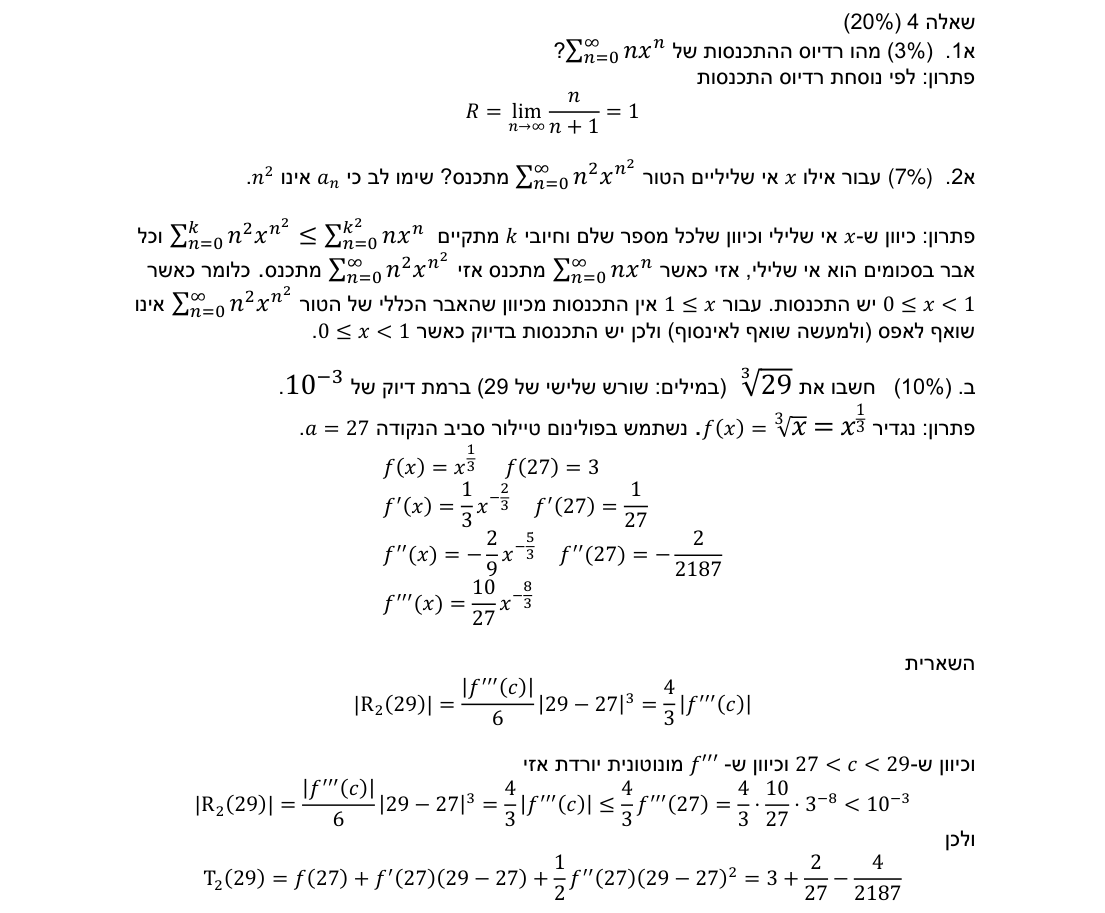 שאלה 4 (20%)
א1. (3%) מהו רדיוס ההתכנסות של $\sum_{n=0}^{\infty} nx^n$?
פתרון: לפי נוסחת רדיוס התכנסות
$R = \lim_{n\to\infty} \frac{n}{n+1} = 1$
א2. (7%) עבור אילו $x$ אי שליליים הטור $\sum_{n=0}^{\infty} n^2x^{n^2}$ מתכנס? שימו לב כי $a_n$ אינו $n^2$.
פתרון: כיוון ש-$x$ אי שלילי וכיוון שלכל מספר שלם וחיובי $k$ מתקיים $\sum_{n=0}^{k} n^2x^{n^2} \leq \sum_{n=0}^{k^2} nx^n$ וכל
אבר בסכומים הוא אי שלילי, אזי כאשר $\sum_{n=0}^{\infty} nx^n$ מתכנס אזי $\sum_{n=0}^{\infty} n^2x^{n^2}$ מתכנס. כלומר כאשר
$0 \leq x < 1$ יש התכנסות. עבור $1 \leq x$ אין התכנסות מכיוון שהאבר הכללי של הטור $\sum_{n=0}^{\infty} n^2x^{n^2}$ אינו
שואף לאפס (ולמעשה שואף לאינסוף) ולכן יש התכנסות בדיוק כאשר $0 \leq x < 1$.
ב. (10%) חשבו את $\sqrt[3]{29}$ (במילים: שורש שלישי של 29) ברמת דיוק של $10^{-3}$.
פתרון: נגדיר $f(x) = \sqrt[3]{x} = x^{\frac{1}{3}}$. נשתמש בפולינום טיילור סביב הנקודה $a = 27$.
$f(x) = x^{\frac{1}{3}} \quad f(27) = 3$
$f'(x) = \frac{1}{3}x^{-\frac{2}{3}} \quad f'(27) = \frac{1}{27}$
$f''(x) = -\frac{2}{9}x^{-\frac{5}{3}} \quad f''(27) = -\frac{2}{2187}$
$f'''(x) = \frac{10}{27}x^{-\frac{8}{3}}$
השארית
$|R_2(29)| = \frac{|f'''(c)|}{6}|29 - 27|^3 = \frac{4}{3}|f'''(c)|$
וכיוון ש-$27 < c < 29$ וכיוון ש- $f'''$ מונוטונית יורדת אזי
$|R_2(29)| = \frac{|f'''(c)|}{6}|29 - 27|^3 = \frac{4}{3}|f'''(c)| \leq \frac{4}{3}f'''(27) = \frac{4}{3} \cdot \frac{10}{27} \cdot 3^{-8} < 10^{-3}$
ולכן
$T_2(29) = f(27) + f'(27)(29 - 27) + \frac{1}{2}f''(27)(29 - 27)^2 = 3 + \frac{2}{27} - \frac{4}{2187}$